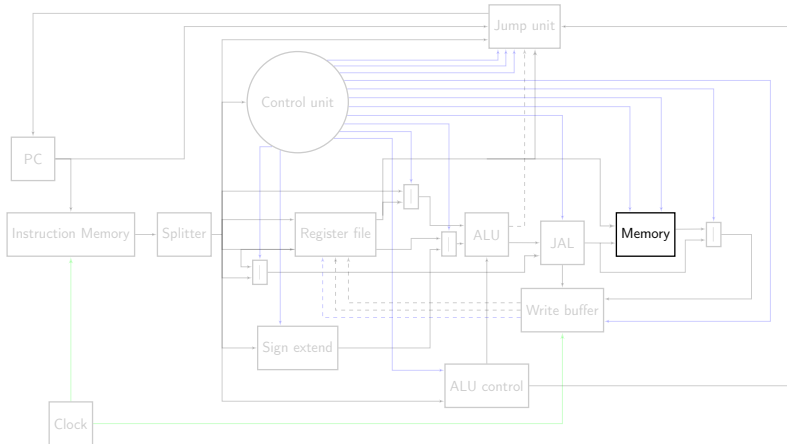 Jump unit
Control unit
PC
Instruction Memory
Splitter
Register file
ALU
JAL
Memory
Write buffer
Sign extend
ALU control
Clock